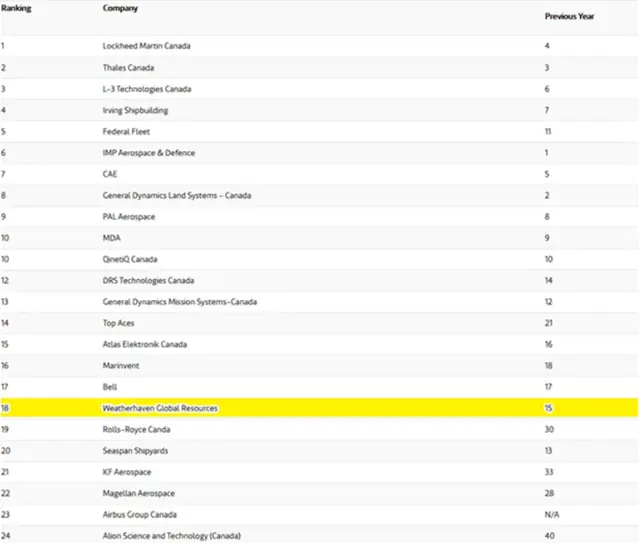 Ranking Company Previous Year
1 Lockheed Martin Canada 4
2 Thales Canada 3
3 L-3 Technologies Canada 6
4 Irving Shipbuilding 7
5 Federal Fleet 11
6 IMP Aerospace & Defence 1
7 CAE 5
8 General Dynamics Land Systems - Canada 2
9 PAL Aerospace 8
10 MDA 9
10 QinetiQ Canada 10
12 DRS Technologies Canada 14
13 General Dynamics Mission Systems-Canada 12
14 Top Aces 21
15 Atlas Elektronik Canada 16
16 Marinvent 18
17 Bell 17
18 Weatherhaven Global Resources 15
19 Rolls-Royce Canda 30
20 Seaspan Shipyards 13
21 KF Aerospace 33
22 Magellan Aerospace 28
23 Airbus Group Canada N/A
24 Alion Science and Technology (Canada) 40